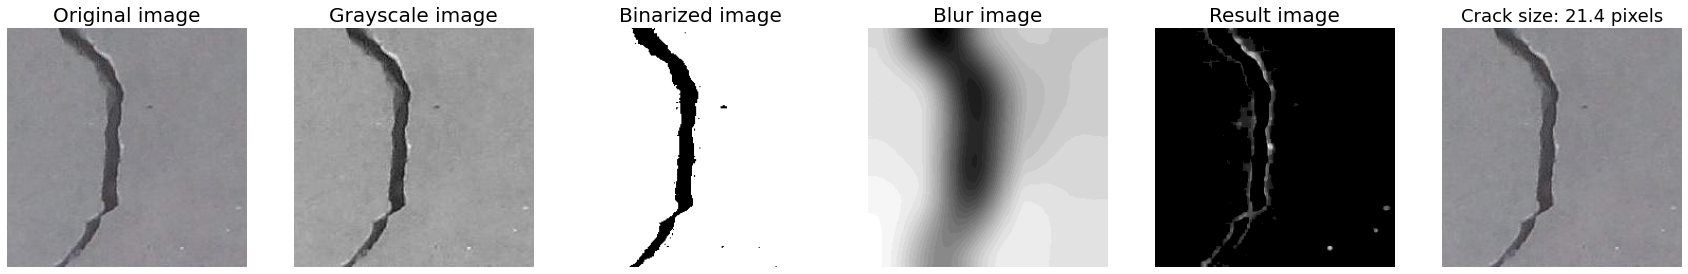 Original image
Grayscale image
Binarized image
Blur image
Result image
Crack size: 21.4 pixels